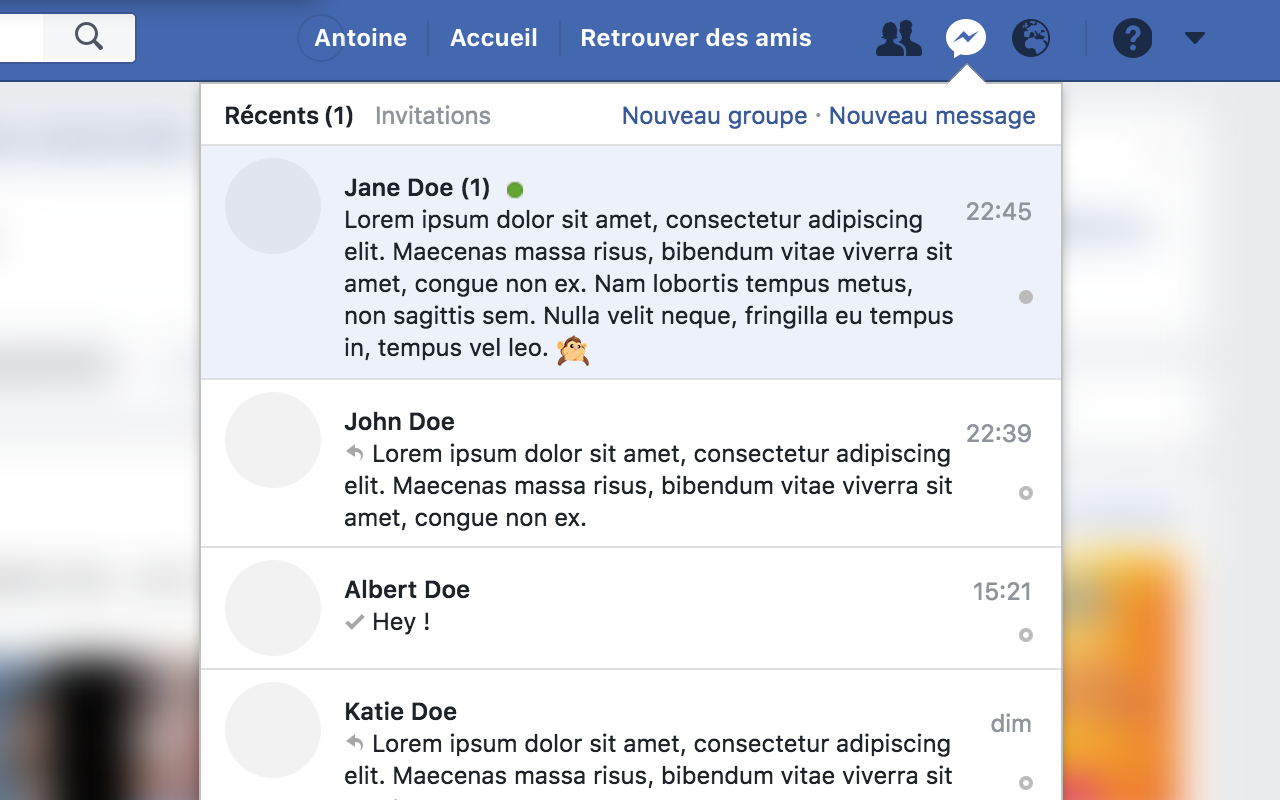 Antoine Accueil Retrouver des amis
Récents (1) Invitations Nouveau groupe · Nouveau message
Jane Doe (1)
22:45
Lorem ipsum dolor sit amet, consectetur adipiscing
elit. Maecenas massa risus, bibendum vitae viverra sit
amet, congue non ex. Nam lobortis tempus metus,
non sagittis sem. Nulla velit neque, fringilla eu tempus
in, tempus vel leo.
John Doe
22:39
Lorem ipsum dolor sit amet, consectetur adipiscing
elit. Maecenas massa risus, bibendum vitae viverra sit
amet, congue non ex.
Albert Doe
15:21
Hey !
Katie Doe
dim
Lorem ipsum dolor sit amet, consectetur adipiscing
elit. Maecenas massa risus, bibendum vitae viverra sit